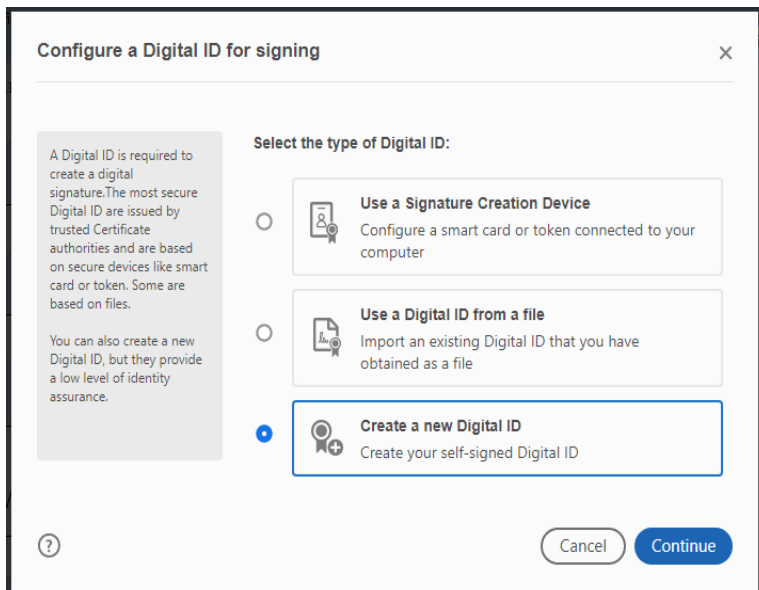 Configure a Digital ID for signing
A Digital ID is required to
create a digital
signature.The most secure
Digital ID are issued by
trusted Certificate
authorities and are based
on secure devices like smart
card or token. Some are
based on files.
You can also create a new
Digital ID, but they provide
a low level of identity
assurance.
Select the type of Digital ID:
Use a Signature Creation Device
Configure a smart card or token connected to your
computer
Use a Digital ID from a file
Import an existing Digital ID that you have
obtained as a file
Create a new Digital ID
Create your self-signed Digital ID
?
Cancel
Continue